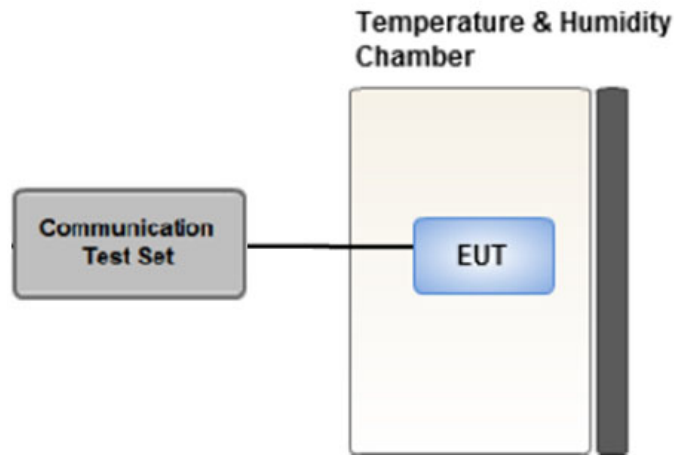 Temperature & Humidity
Chamber
Communication
Test Set
EUT